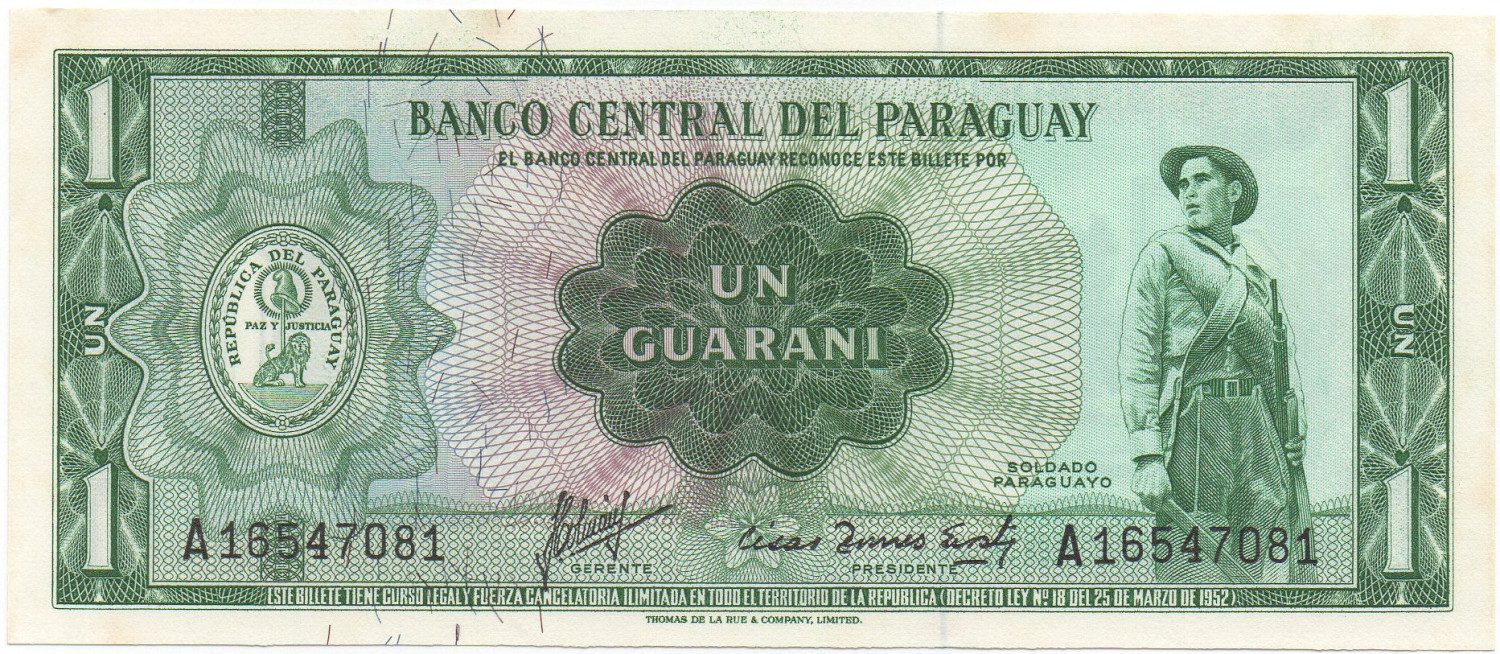 1
1
BANCO CENTRAL DEL PARAGUAY
EL BANCO CENTRAL DEL PARAGUAY RECONOCE ESTE BILLETE POR
REPÚBLICA DEL PARAGUAY
PAZ Y JUSTICIA
UN
GUARANI
UN
UN
SOLDADO
PARAGUAYO
1
1
A16547081
A16547081
GERENTE
PRESIDENTE
ESTE BILLETE TIENE CURSO LEGAL Y FUERZA CANCELATORIA ILIMITADA EN TODO EL TERRITORIO DE LA REPUBLICA (DECRETO LEY Nº 18 DEL 25 DE MARZO DE 1952)
THOMAS DE LA RUE & COMPANY, LIMITED.